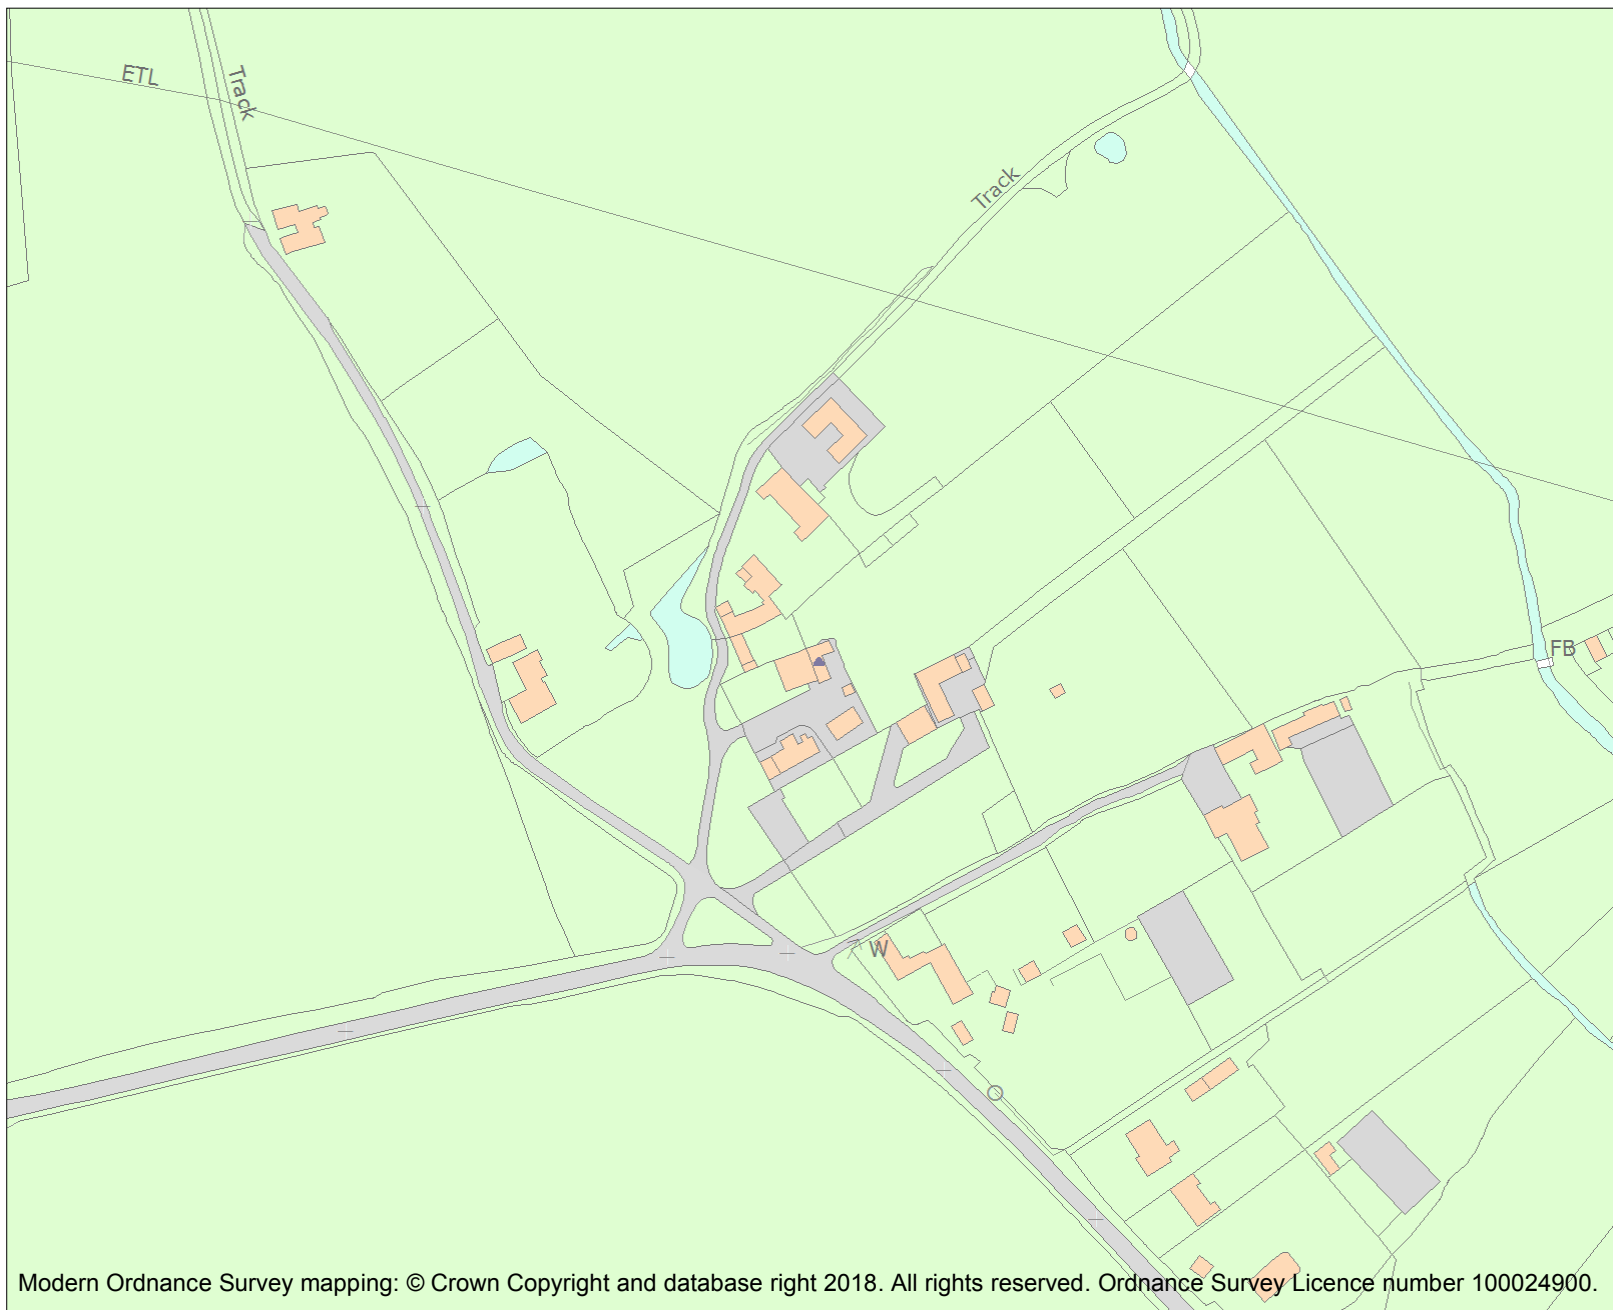 ETL
Track
Track
FB
W
Modern Ordnance Survey mapping: © Crown Copyright and database right 2018. All rights reserved. Ordnance Survey Licence number 100024900.